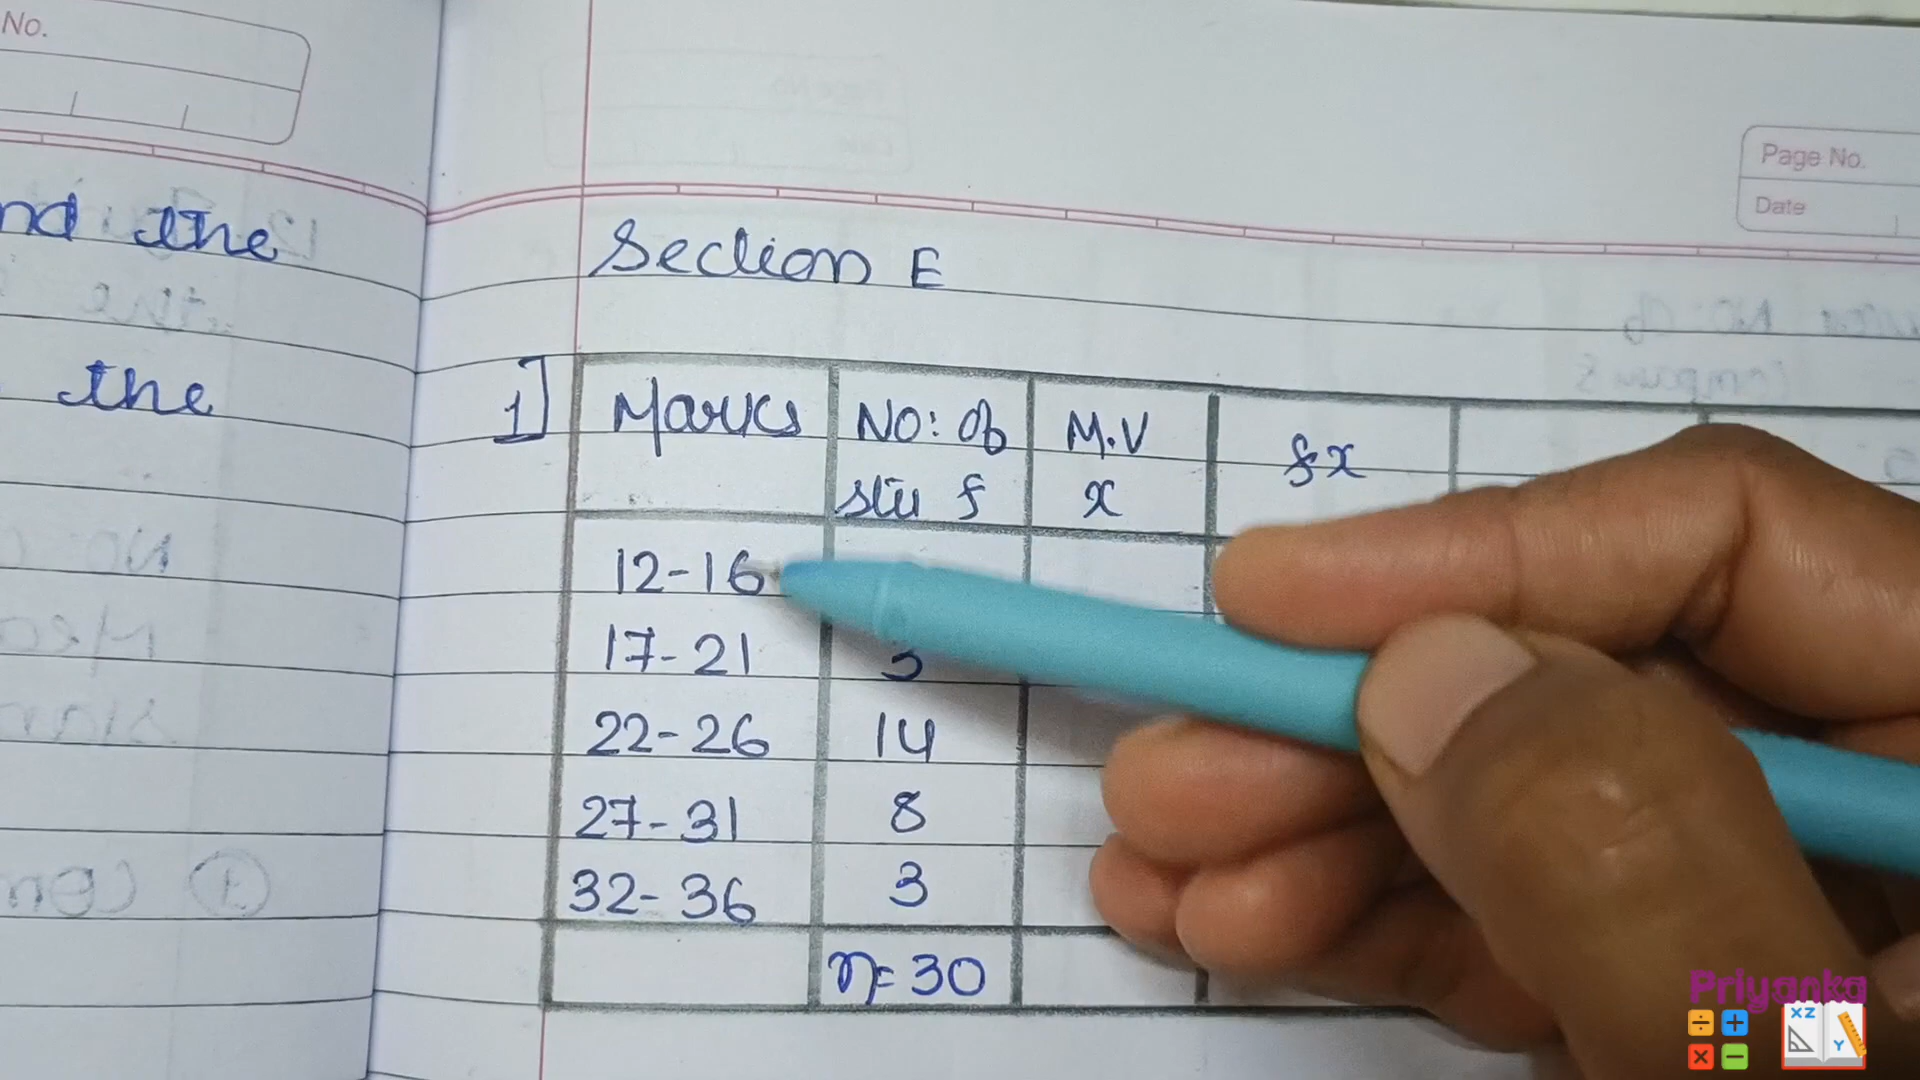 No.
nd the
the
Page No.
Date
Section E
1] Marks No: of M.V fx
stu f x
12-16
17-21
22-26 14
27-31 8
32-36 3
n=30
Priyanka
XZ
Y